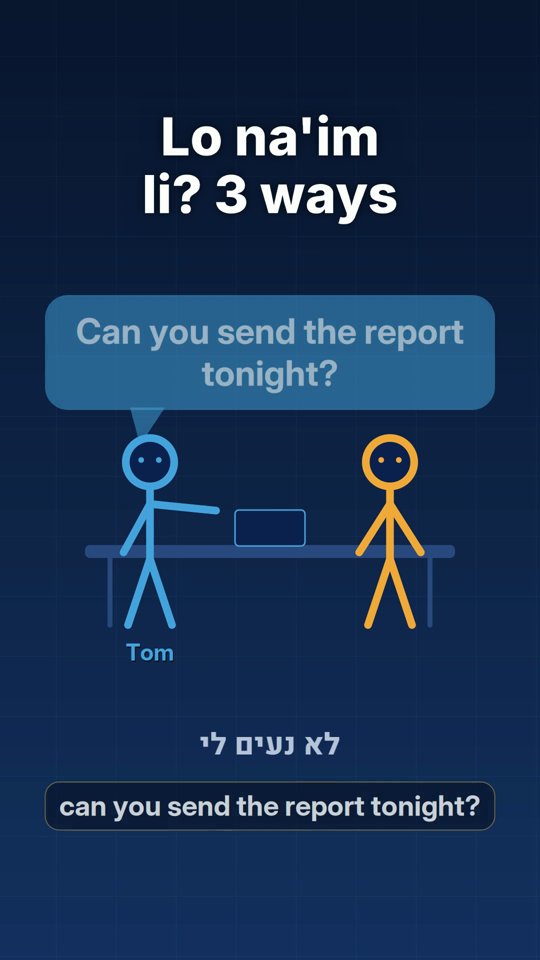 Lo na'im
li? 3 ways
Can you send the report
tonight?
Tom
לא נעים לי
can you send the report tonight?